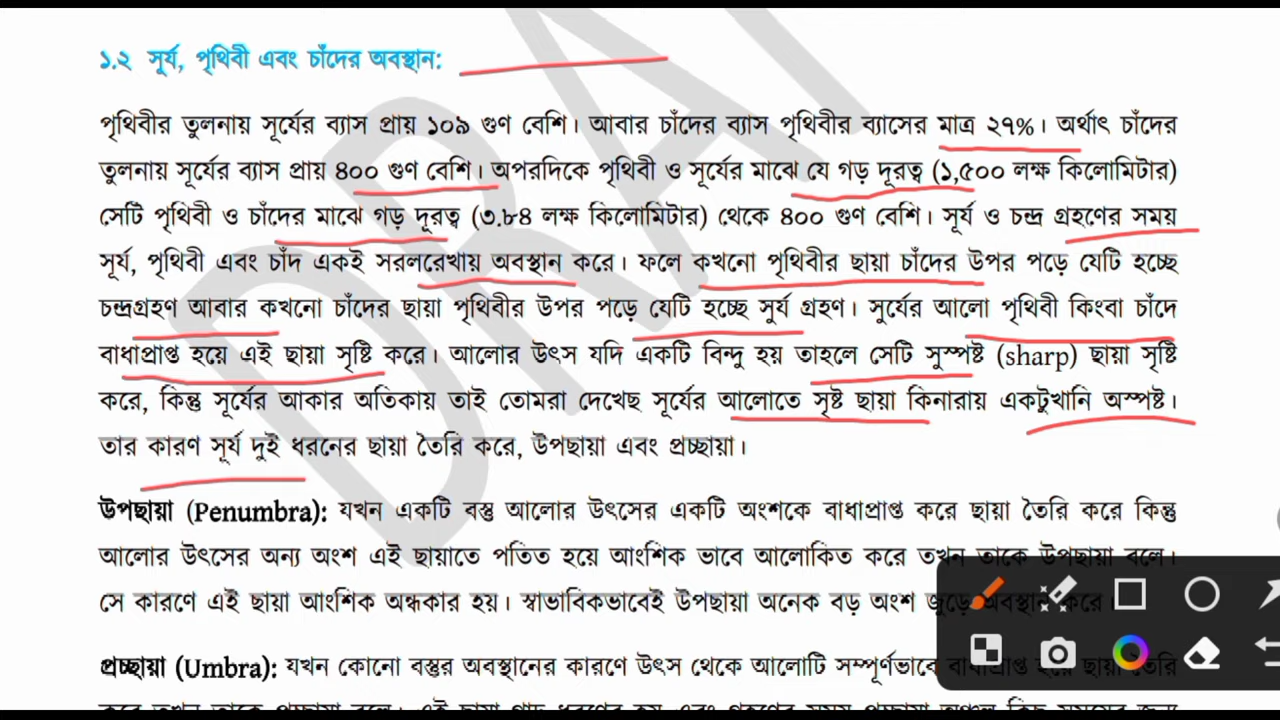 ১.২ সূর্য, পৃথিবী এবং চাঁদের অবস্থান:
পৃথিবীর তুলনায় সূর্যের ব্যাস প্রায় ১০৯ গুণ বেশি। আবার চাঁদের ব্যাস পৃথিবীর ব্যাসের মাত্র ২৭%। অর্থাৎ চাঁদের
তুলনায় সূর্যের ব্যাস প্রায় ৪০০ গুণ বেশি। অপরদিকে পৃথিবী ও সূর্যের মাঝে যে গড় দূরত্ব (১,৫০০ লক্ষ কিলোমিটার)
সেটি পৃথিবী ও চাঁদের মাঝে গড় দূরত্ব (৩.৮৪ লক্ষ কিলোমিটার) থেকে ৪০০ গুণ বেশি। সূর্য ও চন্দ্র গ্রহণের সময়
সূর্য, পৃথিবী এবং চাঁদ একই সরলরেখায় অবস্থান করে। ফলে কখনো পৃথিবীর ছায়া চাঁদের উপর পড়ে যেটি হচ্ছে
চন্দ্রগ্রহণ আবার কখনো চাঁদের ছায়া পৃথিবীর উপর পড়ে যেটি হচ্ছে সুর্য গ্রহণ। সুর্যের আলো পৃথিবী কিংবা চাঁদে
বাধাপ্রাপ্ত হয়ে এই ছায়া সৃষ্টি করে। আলোর উৎস যদি একটি বিন্দু হয় তাহলে সেটি সুস্পষ্ট (sharp) ছায়া সৃষ্টি
করে, কিন্তু সূর্যের আকার অতিকায় তাই তোমরা দেখেছ সূর্যের আলোতে সৃষ্ট ছায়া কিনারায় একটুখানি অস্পষ্ট।
তার কারণ সূর্য দুই ধরনের ছায়া তৈরি করে, উপছায়া এবং প্রচ্ছায়া।
উপছায়া (Penumbra): যখন একটি বস্তু আলোর উৎসের একটি অংশকে বাধাপ্রাপ্ত করে ছায়া তৈরি করে কিন্তু
আলোর উৎসের অন্য অংশ এই ছায়াতে পতিত হয়ে আংশিক ভাবে আলোকিত করে তখন তাকে উপছায়া বলে।
সে কারণে এই ছায়া আংশিক অন্ধকার হয়। স্বাভাবিকভাবেই উপছায়া অনেক বড় অংশ জুড়ে অবস্থান করে।
প্রচ্ছায়া (Umbra): যখন কোনো বস্তুর অবস্থানের কারণে উৎস থেকে আলোটি সম্পূর্ণভাবে বাধাপ্রাপ্ত হয়ে ছায়া তৈরি